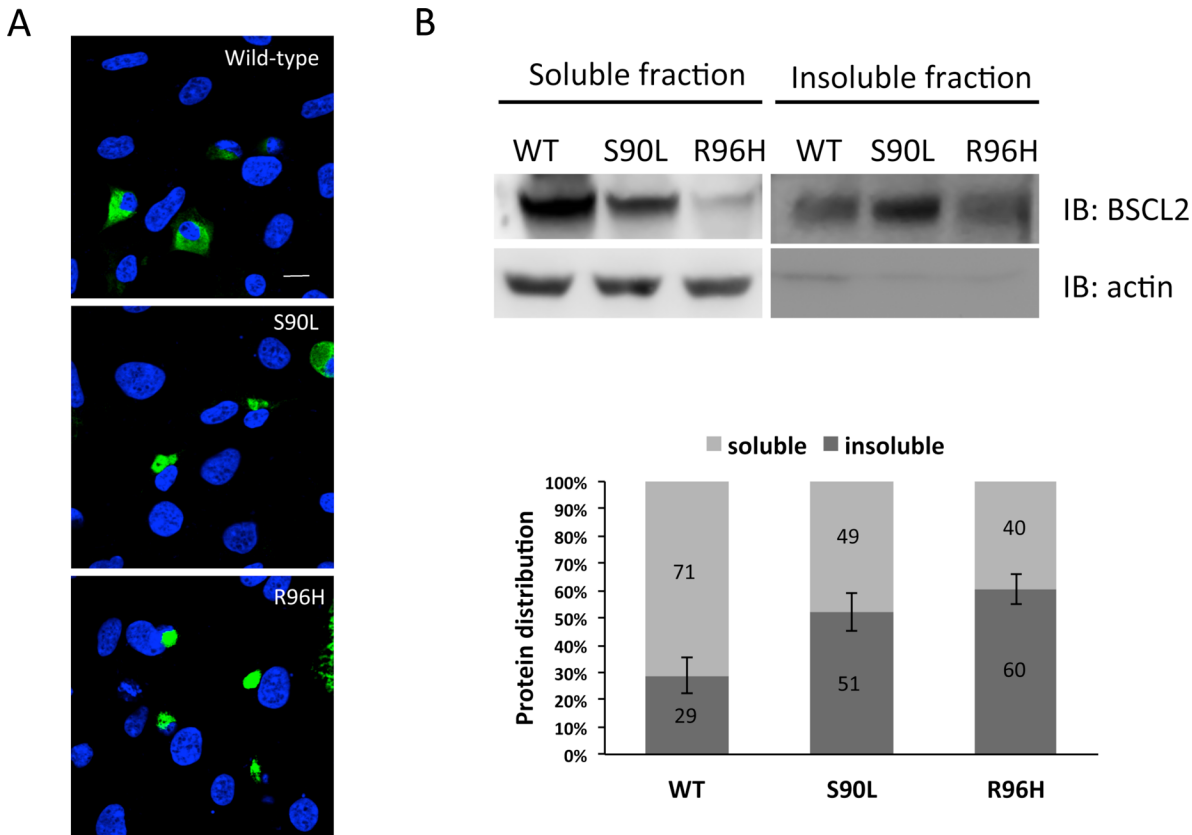 A
Wild-type
S90L
R96H
B
Soluble fraction
Insoluble fraction
WT S90L R96H
WT S90L R96H
IB: BSCL2
IB: actin
soluble insoluble
Protein distribution
100%
90%
80%
70%
60%
50%
40%
30%
20%
10%
0%
71
29
49
51
40
60
WT S90L R96H